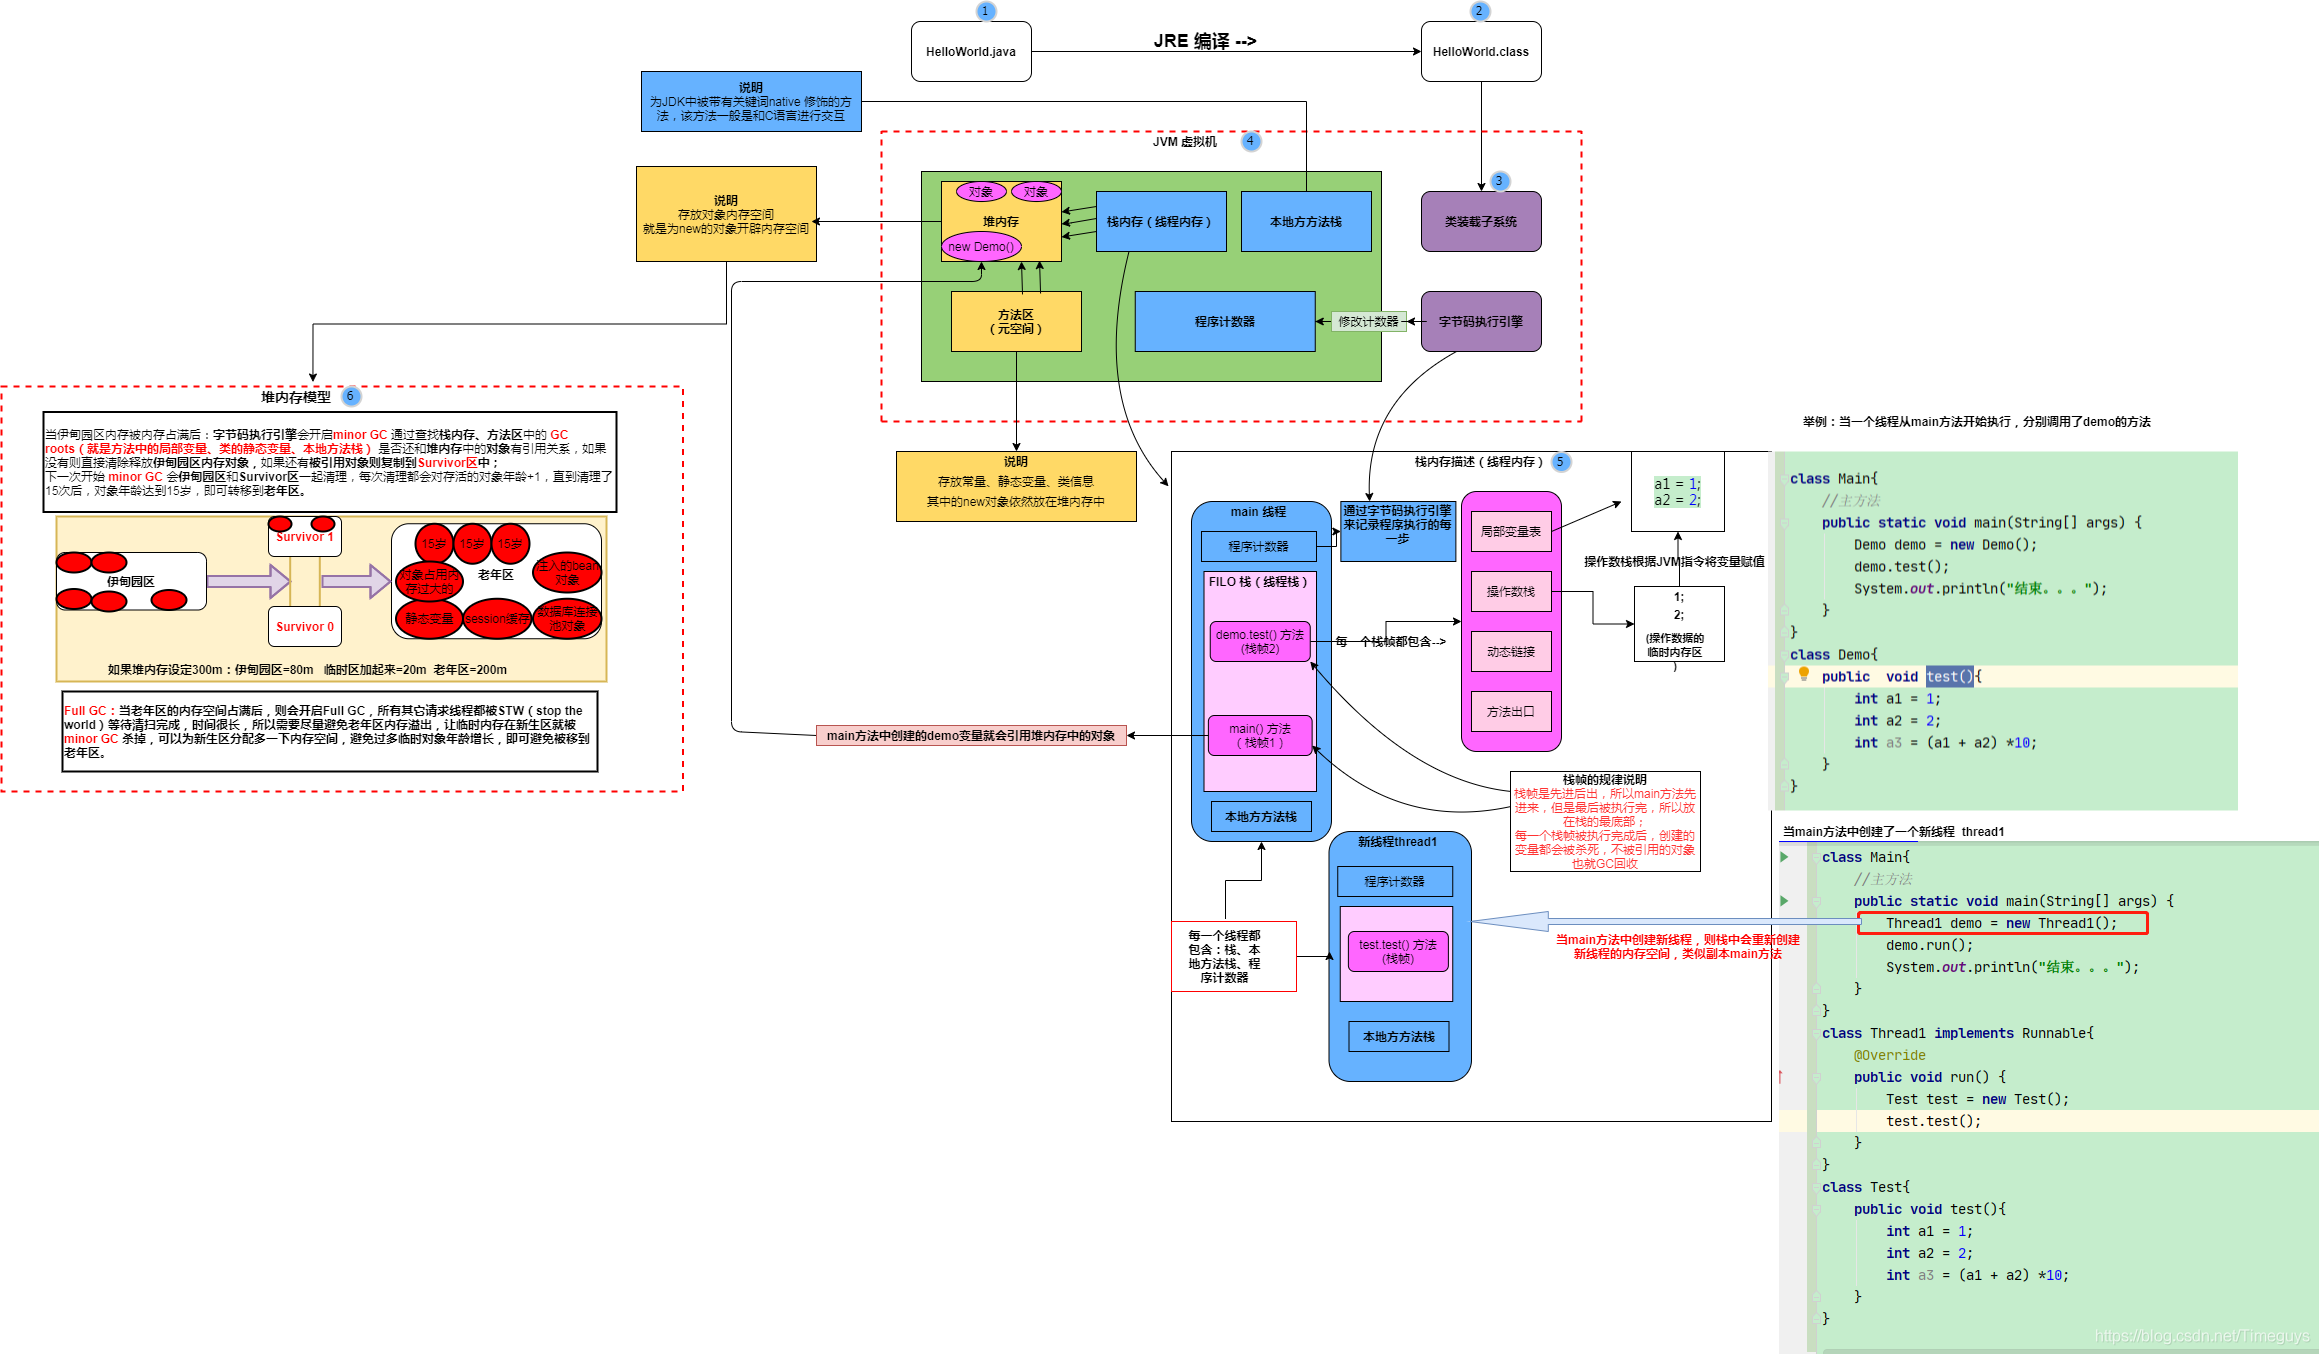 1
HelloWorld.java
JRE 编译 -->
2
HelloWorld.class
说明
为JDK中被带有关键词native 修饰的方
法，该方法一般是和C语言进行交互
JVM 虚拟机
4
说明
存放对象内存空间
就是为new的对象开辟内存空间
对象
对象
堆内存
new Demo()
栈内存（线程内存）
本地方方法栈
3
类装载子系统
方法区
（元空间）
程序计数器
修改计数器
字节码执行引擎
堆内存模型
6
当伊甸园区内存被内存占满后：字节码执行引擎会开启minor GC 通过查找栈内存、方法区中的 GC
roots（就是方法中的局部变量、类的静态变量、本地方法栈） 是否还和堆内存中的对象有引用关系，如果
没有则直接清除释放伊甸园区内存对象，如果还有被引用对象则复制到Survivor区中；
下一次开始 minor GC 会伊甸园区和Survivor区一起清理，每次清理都会对存活的对象年龄+1，直到清理了
15次后，对象年龄达到15岁，即可转移到老年区。
伊甸园区
Survivor 1
Survivor 0
15岁
15岁
15岁
老年区
对象占用内
存过大的
注入的bean
对象
静态变量
session缓存
数据库连接
池对象
如果堆内存设定300m：伊甸园区=80m 临时区加起来=20m 老年区=200m
Full GC：当老年区的内存空间占满后，则会开启Full GC，所有其它请求线程都被STW（stop the
world）等待清扫完成，时间很长，所以需要尽量避免老年区内存溢出，让临时内存在新生区就被
minor GC 杀掉，可以为新生区分配多一下内存空间，避免过多临时对象年龄增长，即可避免被移到
老年区。
说明
存放常量、静态变量、类信息
其中的new对象依然放在堆内存中
main方法中创建的demo变量就会引用堆内存中的对象
栈内存描述（线程内存）
5
main 线程
程序计数器
FILO 栈（线程栈）
demo.test() 方法
(栈帧2)
main() 方法
（栈帧1）
本地方方法栈
通过字节码执行引擎
来记录程序执行的每
一步
每一个栈帧都包含-->
局部变量表
操作数栈
动态链接
方法出口
a1 = 1;
a2 = 2;
操作数栈根据JVM指令将变量赋值
1;
2;
(操作数据的
临时内存区
)
栈帧的规律说明
栈帧是先进后出，所以main方法先
进来，但是最后被执行完，所以放
在栈的最底部；
每一个栈帧被执行完成后，创建的
变量都会被杀死，不被引用的对象
也就GC回收
每一个线程都
包含：栈、本
地方法栈、程
序计数器
新线程thread1
程序计数器
test.test() 方法
(栈帧)
本地方方法栈
当main方法中创建新线程，则栈中会重新创建
新线程的内存空间，类似副本main方法
举例：当一个线程从main方法开始执行，分别调用了demo的方法
class Main{
//主方法
public static void main(String[] args) {
Demo demo = new Demo();
demo.test();
System.out.println("结束。。。");
}
}
class Demo{
public  void test(){
int a1 = 1;
int a2 = 2;
int a3 = (a1 + a2) *10;
}
}
当main方法中创建了一个新线程 thread1
class Main{
//主方法
public static void main(String[] args) {
Thread1 demo = new Thread1();
demo.run();
System.out.println("结束。。。");
}
}
class Thread1 implements Runnable{
@Override
public void run() {
Test test = new Test();
test.test();
}
}
class Test{
public void test(){
int a1 = 1;
int a2 = 2;
int a3 = (a1 + a2) *10;
}
}
https://blog.csdn.net/Timeguys